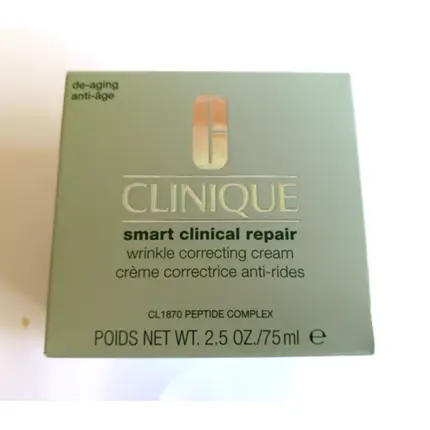 de-aging
anti-âge
CLINIQUE
smart clinical repair
wrinkle correcting cream
crème correctrice anti-rides
CL1870 PEPTIDE COMPLEX
POIDS NET WT. 2.5 OZ./75 ml ℮